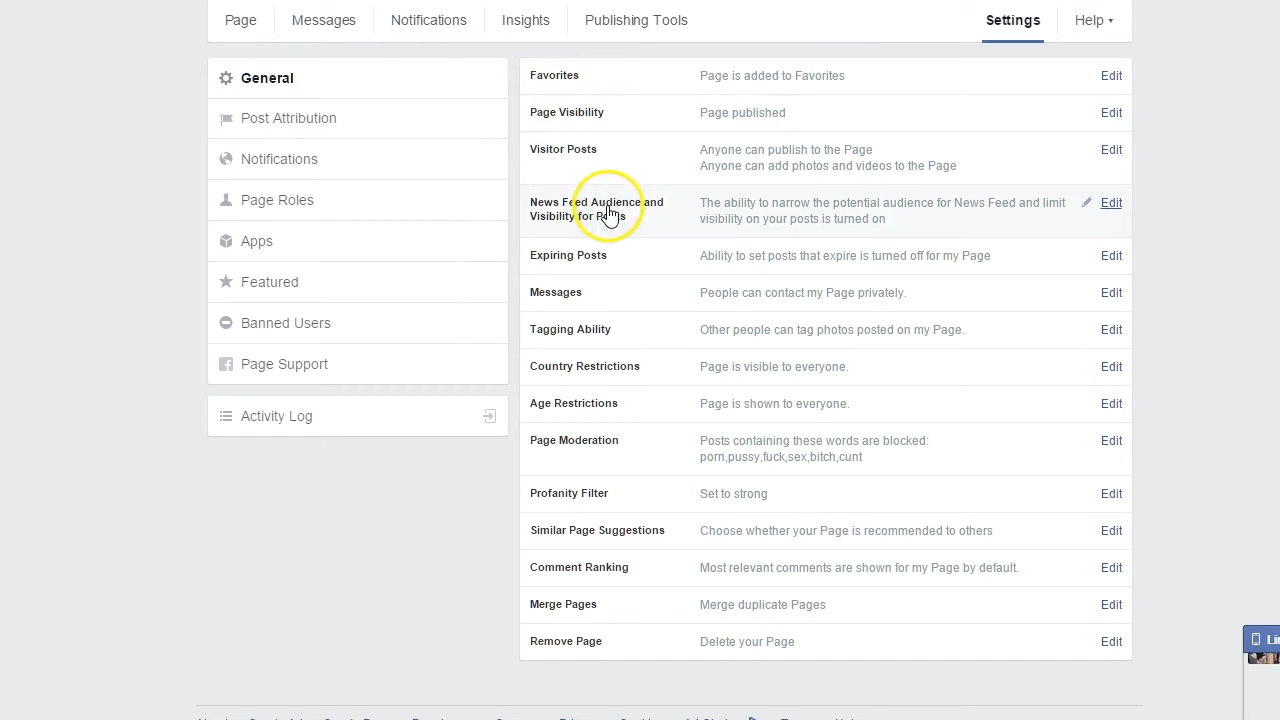 Page Messages Notifications Insights Publishing Tools Settings Help
General
Post Attribution
Notifications
Page Roles
Apps
Featured
Banned Users
Page Support
Activity Log
Favorites Page is added to Favorites Edit
Page Visibility Page published Edit
Visitor Posts Anyone can publish to the Page Edit
Anyone can add photos and videos to the Page
News Feed Audience and The ability to narrow the potential audience for News Feed and limit Edit
Visibility for Posts visibility on your posts is turned on
Expiring Posts Ability to set posts that expire is turned off for my Page Edit
Messages People can contact my Page privately. Edit
Tagging Ability Other people can tag photos posted on my Page. Edit
Country Restrictions Page is visible to everyone. Edit
Age Restrictions Page is shown to everyone. Edit
Page Moderation Posts containing these words are blocked: Edit
porn,pussy,fuck,sex,bitch,cunt
Profanity Filter Set to strong Edit
Similar Page Suggestions Choose whether your Page is recommended to others Edit
Comment Ranking Most relevant comments are shown for my Page by default. Edit
Merge Pages Merge duplicate Pages Edit
Remove Page Delete your Page Edit